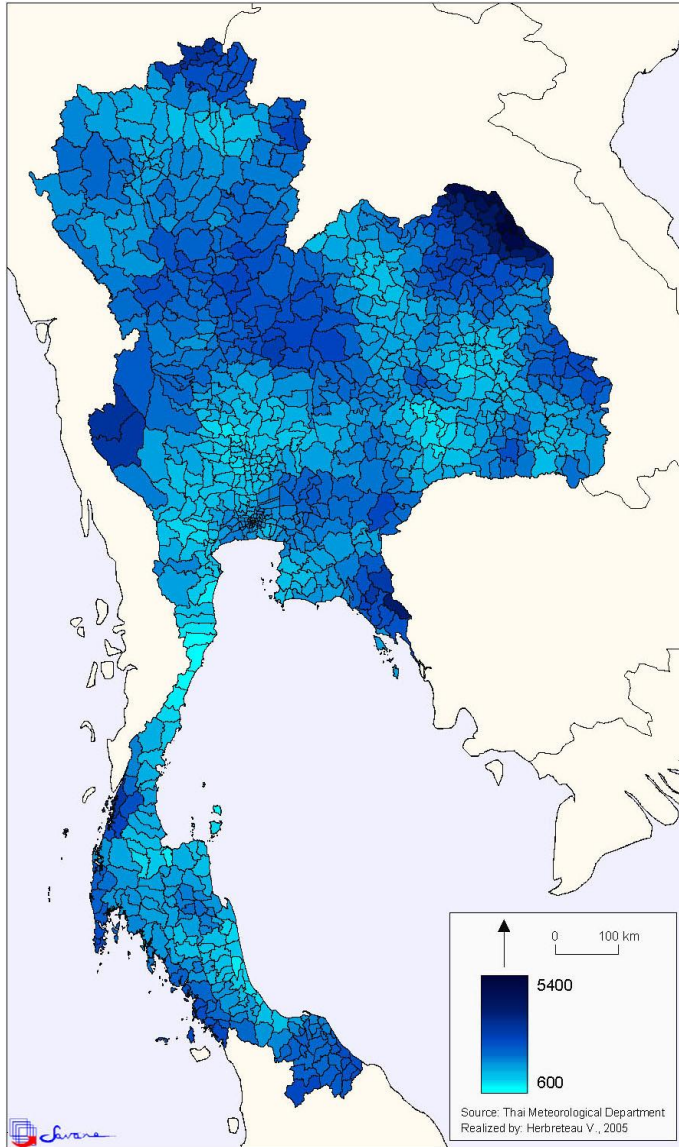 0 100 km
5400
600
Source: Thai Meteorological Department
Realized by: Herbreteau V., 2005
Savane